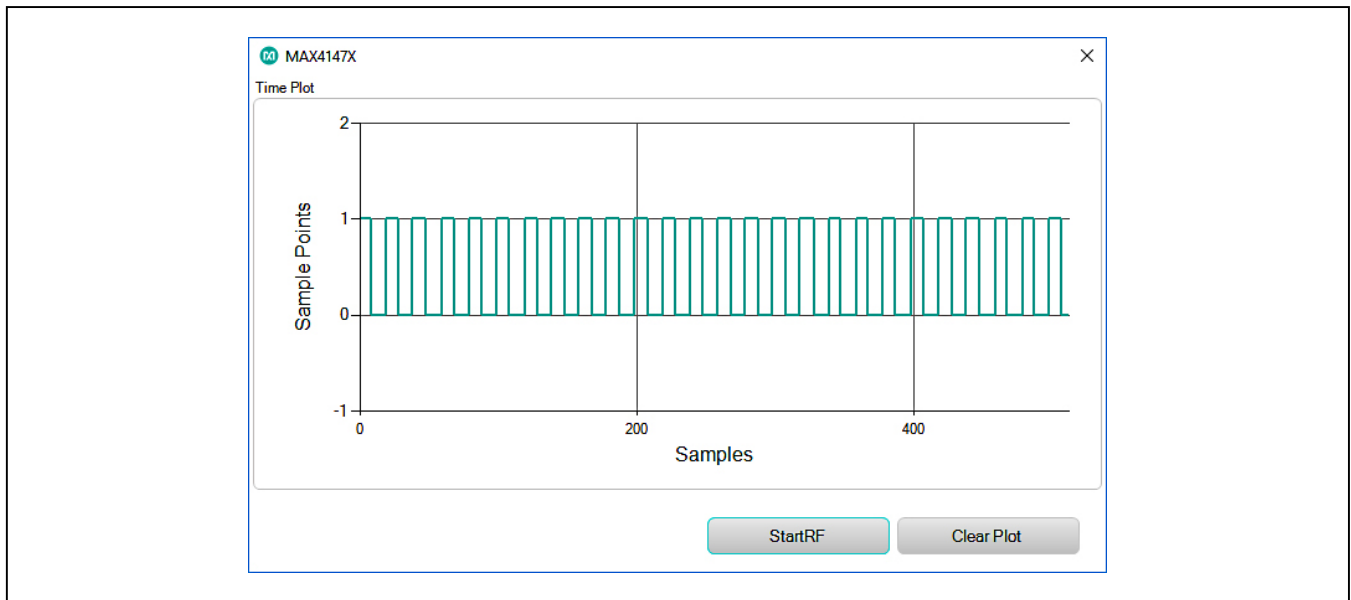 MAX4147X
Time Plot
2
1
0
-1
Sample Points
0 200 400
Samples
StartRF Clear Plot